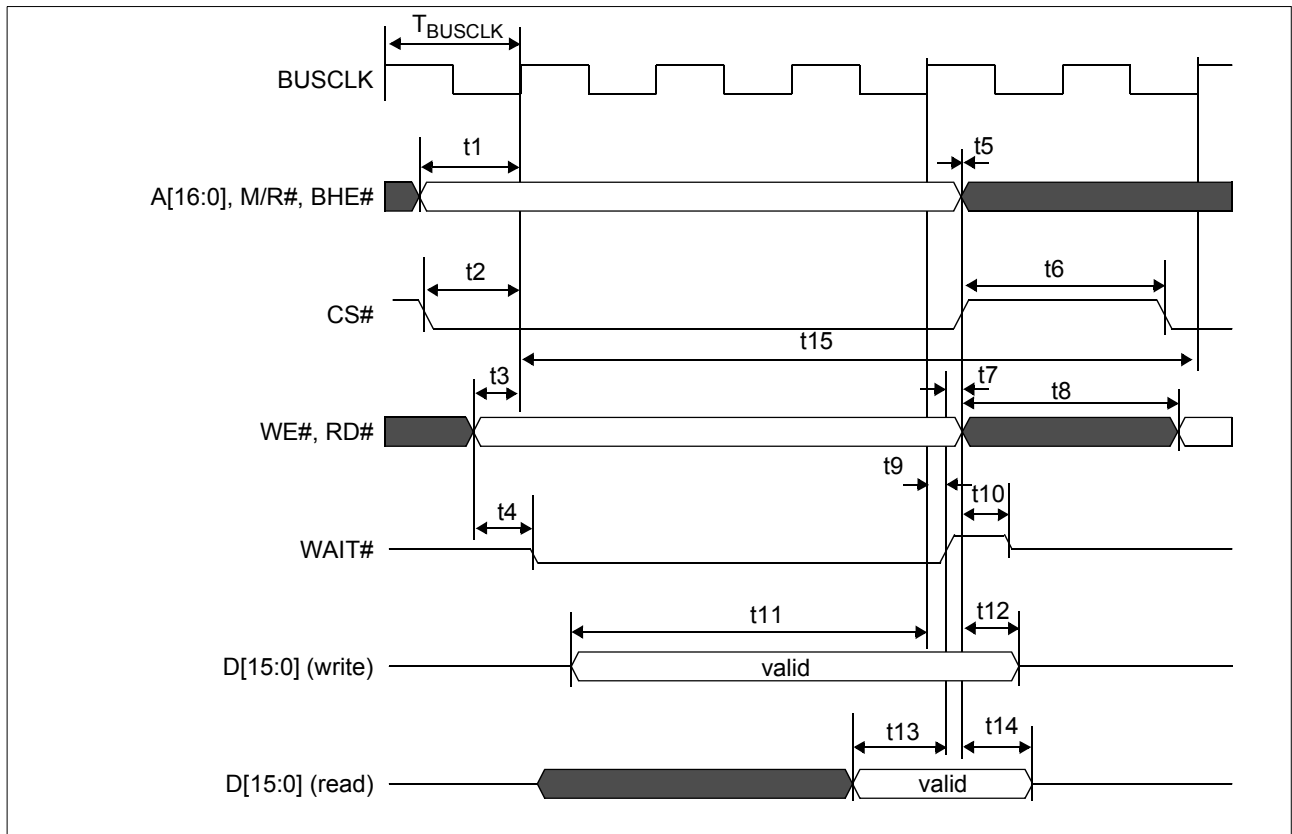 TBUSCLK
BUSCLK
t1
t5
A[16:0], M/R#, BHE#
t2
t6
CS#
t15
t3
t7
t8
WE#, RD#
t9
t10
t4
WAIT#
t11
t12
D[15:0] (write)
valid
t13
t14
D[15:0] (read)
valid